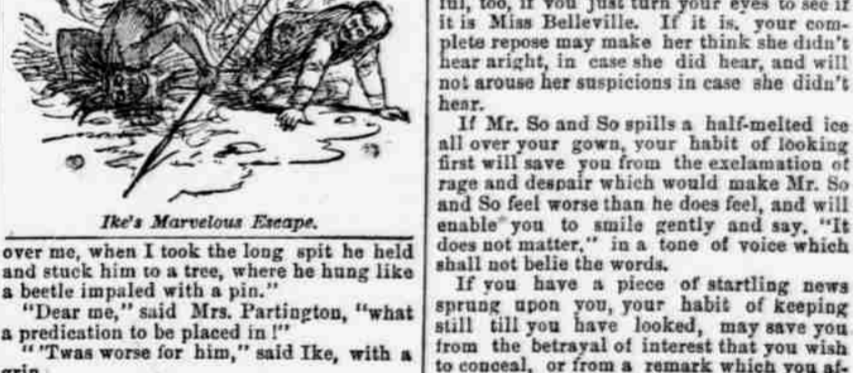 Ike's Marvelous Escape.
over me, when I took the long spit he held
and stuck him to a tree, where he hung like
a beetle impaled with a pin."
"Dear me," said Mrs. Partington, "what
a predication to be placed in!"
"'Twas worse for him," said Ike, with a
grin.
ful, too, if you just turn your eyes to see if
it is Miss Belleville. If it is, your com-
plete repose may make her think she didn't
hear aright, in case she did hear, and will
not arouse her suspicions in case she didn't
hear.
If Mr. So and So spills a half-melted ice
all over your gown, your habit of looking
first will save you from the exclamation of
rage and despair which would make Mr. So
and So feel worse than he does feel, and will
enable you to smile gently and say, "It
does not matter," in a tone of voice which
shall not belie the words.
If you have a piece of startling news
sprung upon you, your habit of keeping
still till you have looked, may save you
from the betrayal of interest that you wish
to conceal, or from a remark which you af-